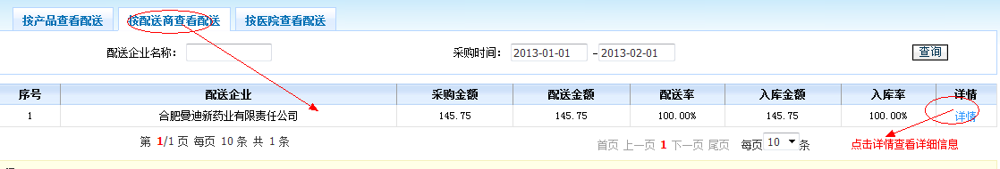 按产品查看配送 按配送商查看配送 按医院查看配送
配送企业名称： 采购时间： 2013-01-01 -2013-02-01 查询
序号 配送企业 采购金额 配送金额 配送率 入库金额 入库率 详情
1 合肥曼迪新药业有限责任公司 145.75 145.75 100.00% 145.75 100.00% 详情
第 1/1 页 每页 10 条 共 1 条 首页 上一页 1 下一页 尾页 每页 10 条
点击详情查看详细信息